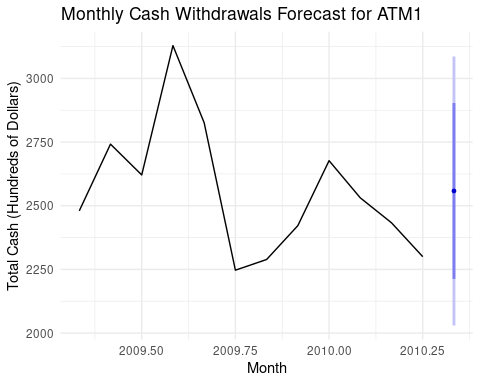 Monthly Cash Withdrawals Forecast for ATM1
Total Cash (Hundreds of Dollars)
3000
2750
2500
2250
2000
2009.50 2009.75 2010.00 2010.25
Month